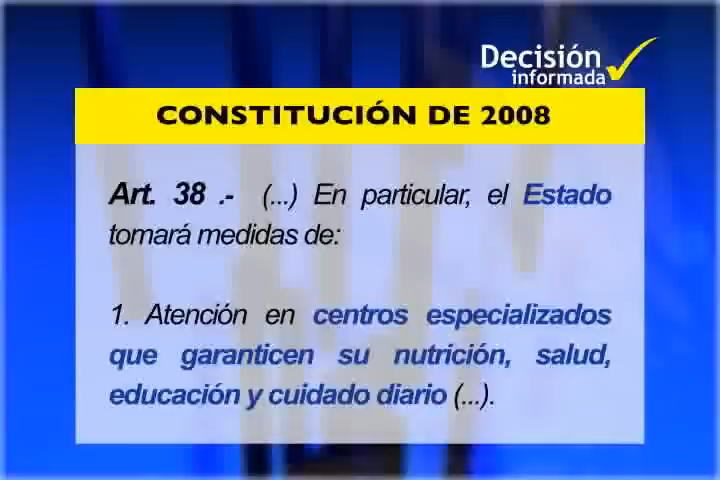 Decisión
informada
CONSTITUCIÓN DE 2008
Art. 38 .- (...) En particular, el Estado
tomará medidas de:
1. Atención en centros especializados
que garanticen su nutrición, salud,
educación y cuidado diario (...).